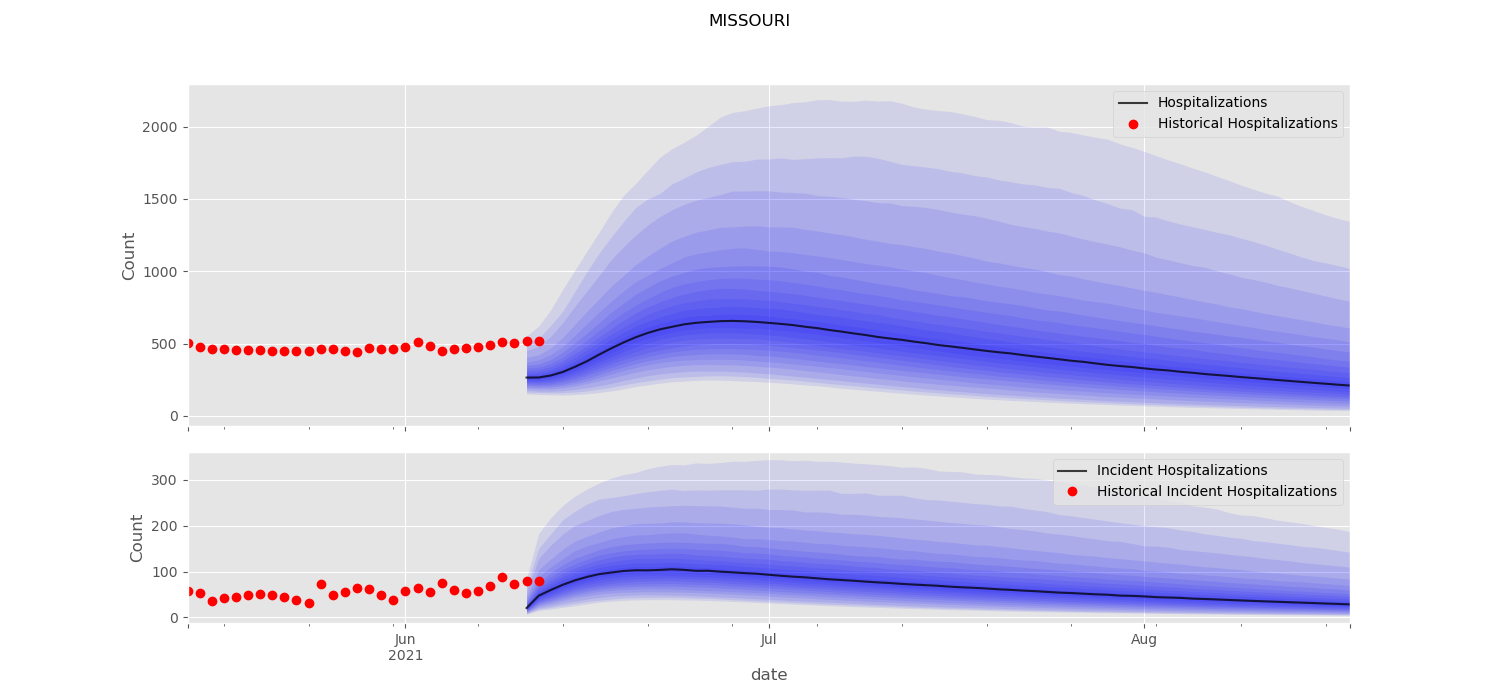 MISSOURI
Hospitalizations
Historical Hospitalizations
Count
2000
1500
1000
500
0
Incident Hospitalizations
Historical Incident Hospitalizations
Count
300
200
100
0
Jun
2021
Jul
Aug
date